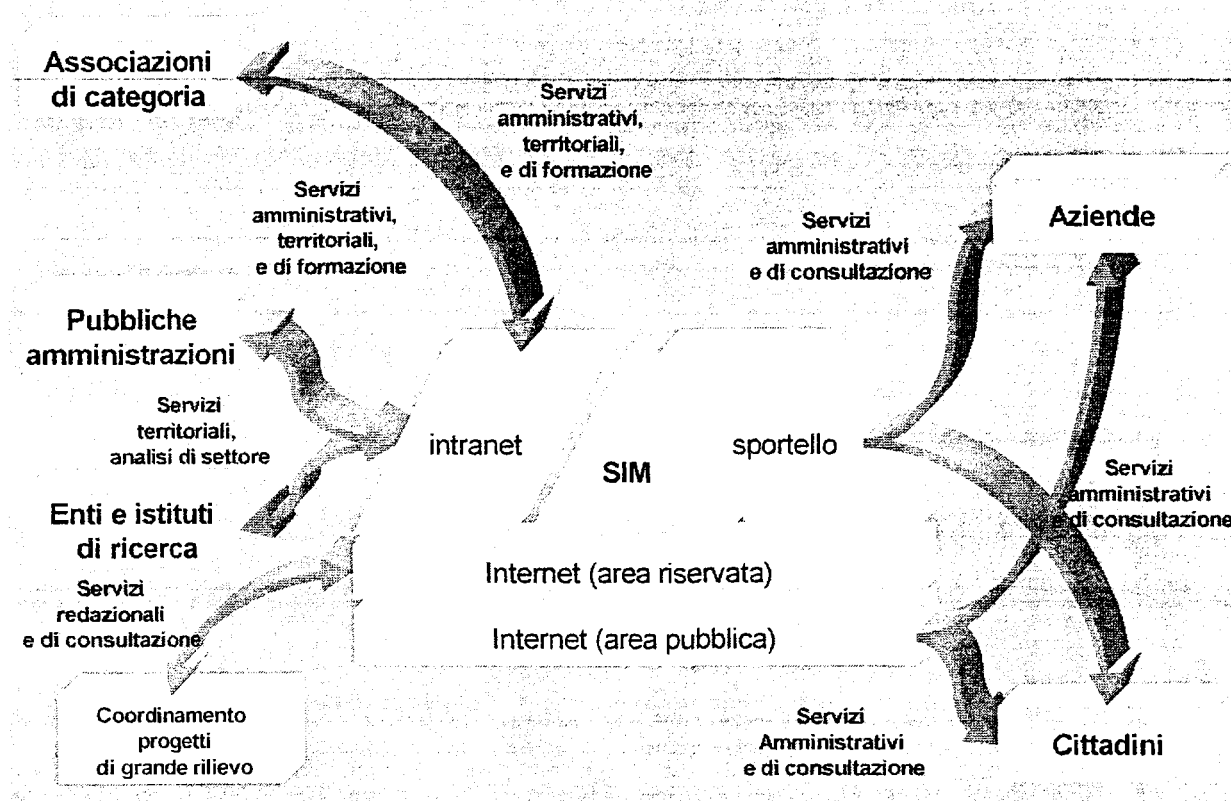 Associazioni
di categoria
Servizi
amministrativi,
territoriali,
e di formazione
Servizi
amministrativi,
territoriali,
e di formazione
Servizi
amministrativi
e di consultazione
Aziende
Pubbliche
amministrazioni
Servizi
territoriali,
analisi di settore
intranet
SIM
sportello
Servizi
amministrativi
e di consultazione
Enti e istituti
di ricerca
Servizi
redazionali
e di consultazione
Internet (area riservata)
Internet (area pubblica)
Coordinamento
progetti
di grande rilievo
Servizi
Amministrativi
e di consultazione
Cittadini